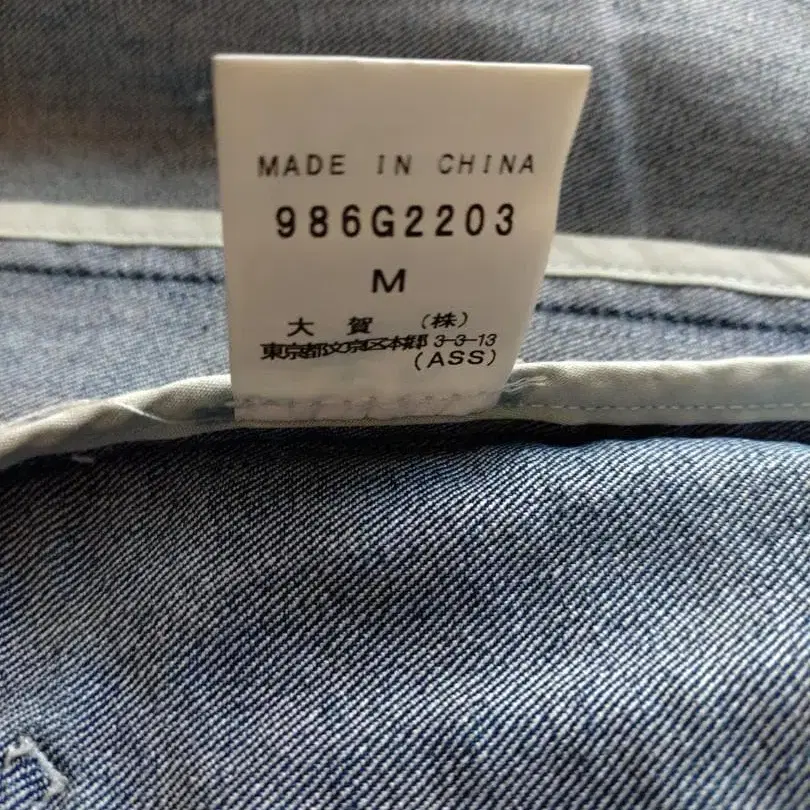 MADE IN CHINA
986G2203
M
大賀(株)
東京都文京区本郷3-3-13
(ASS)